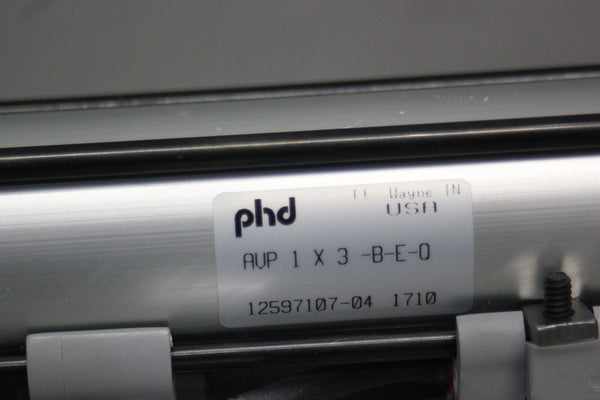 phd Ft Wayne IN
USA
AVP 1 X 3 -B-E-Q
12597107-04 1710